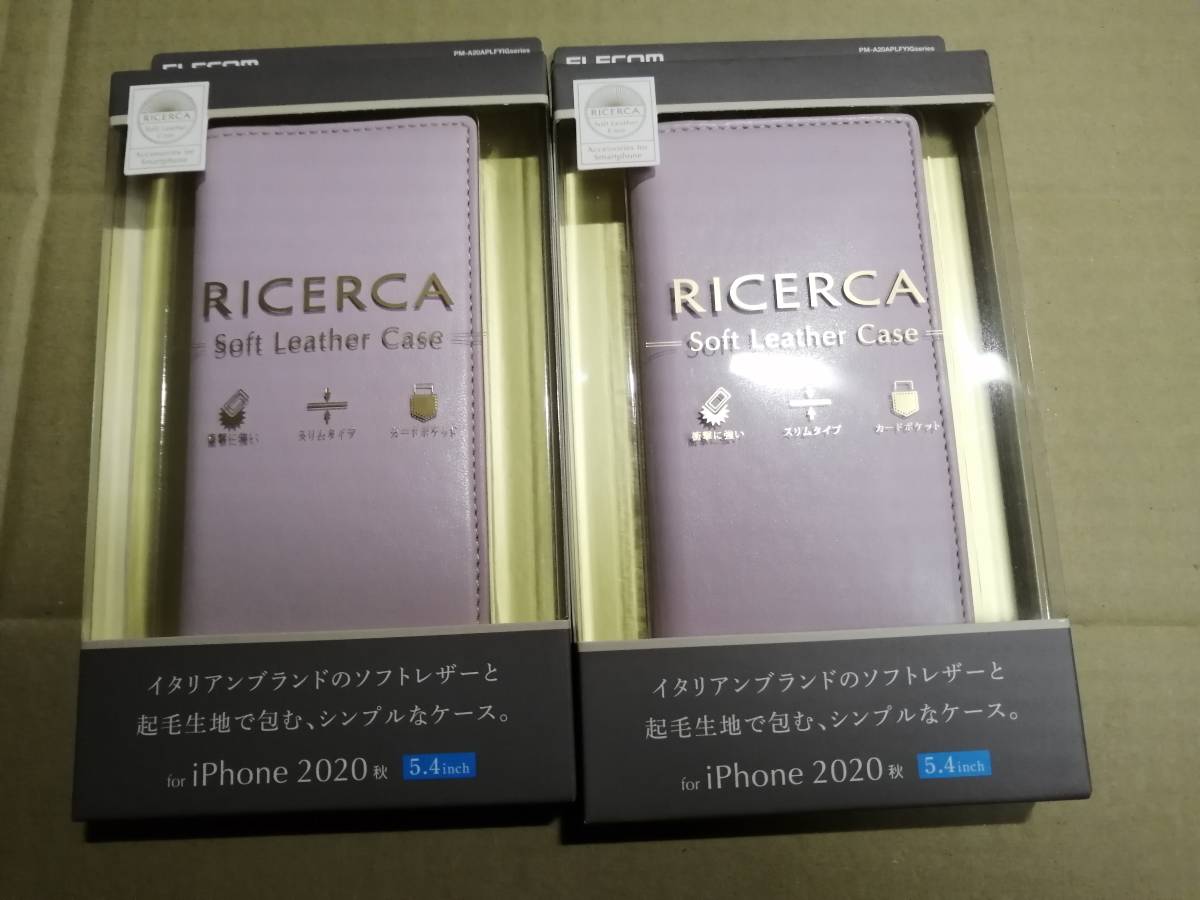 PM-A20APLFYIGseries
ELECOM
RICERCA
Soft Leather
Case
Accessories for
Smartphone
RICERCA
Soft Leather Case
衝撃に強い
スリムタイプ
カードポケット
イタリアンブランドのソフトレザーと
起毛生地で包む、シンプルなケース。
for iPhone 2020 秋 5.4inch
PM-A20APLFYIGseries
ELECOM
RICERCA
Soft Leather
Case
Accessories for
Smartphone
RICERCA
Soft Leather Case
衝撃に強い
スリムタイプ
カードポケット
イタリアンブランドのソフトレザーと
起毛生地で包む、シンプルなケース。
for iPhone 2020 秋 5.4inch